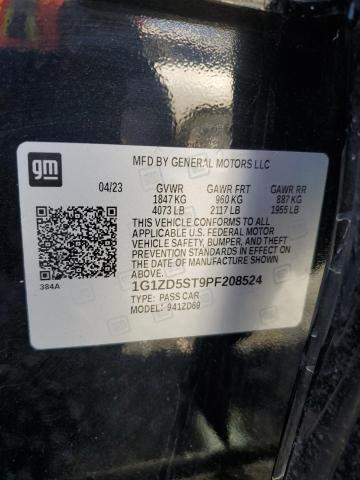 gm
MFD BY GENERAL MOTORS LLC
04/23 GVWR GAWR FRT GAWR RR
1847 KG 960 KG 887 KG
4073 LB 2117 LB 1955 LB
THIS VEHICLE CONFORMS TO ALL
APPLICABLE U.S. FEDERAL MOTOR
VEHICLE SAFETY, BUMPER, AND THEFT
PREVENTION STANDARDS IN EFFECT ON
THE DATE OF MANUFACTURE SHOWN ABOVE.
384A
1G1ZD5ST9PF208524
TYPE: PASS CAR
MODEL: 941ZD69